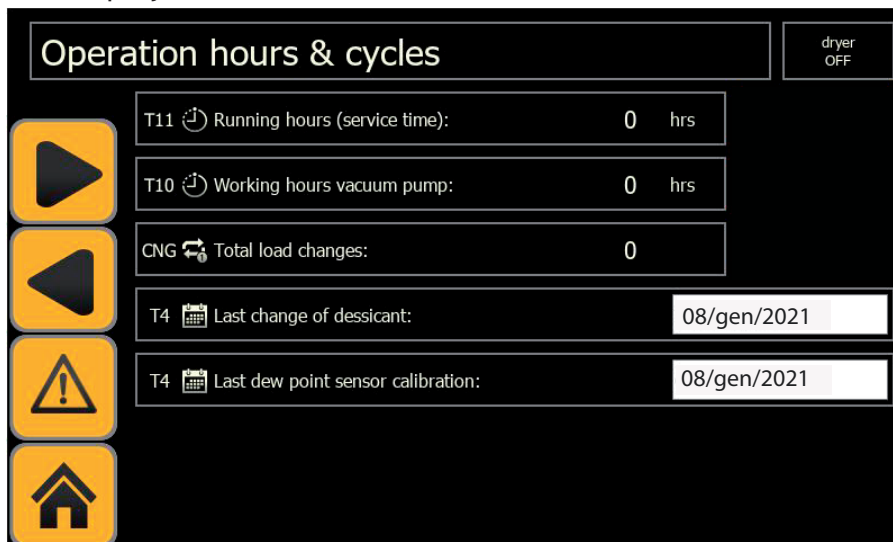 Operation hours & cycles
dryer
OFF
T11 Running hours (service time): 0 hrs
T10 Working hours vacuum pump: 0 hrs
CNG Total load changes: 0
T4 Last change of dessicant: 08/gen/2021
T4 Last dew point sensor calibration: 08/gen/2021